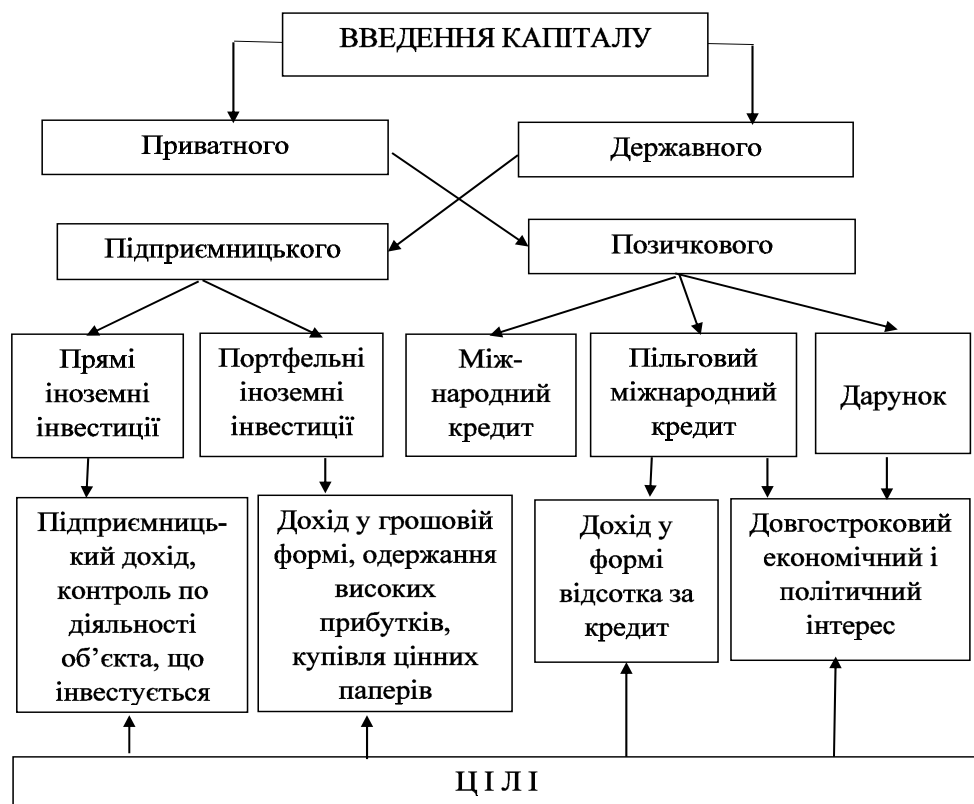 ВВЕДЕННЯ КАПІТАЛУ
Приватного
Державного
Підприємницького
Позичкового
Прямі
іноземні
інвестиції
Портфельні
іноземні
інвестиції
Між-
народний
кредит
Пільговий
міжнародний
кредит
Дарунок
Підприємниць-
кий дохід,
контроль по
діяльності
об’єкта, що
інвестується
Дохід у грошовій
формі, одержання
високих
прибутків,
купівля цінних
паперів
Дохід у
формі
відсотка за
кредит
Довгостроковий
економічний і
політичний
інтерес
Ц І Л І